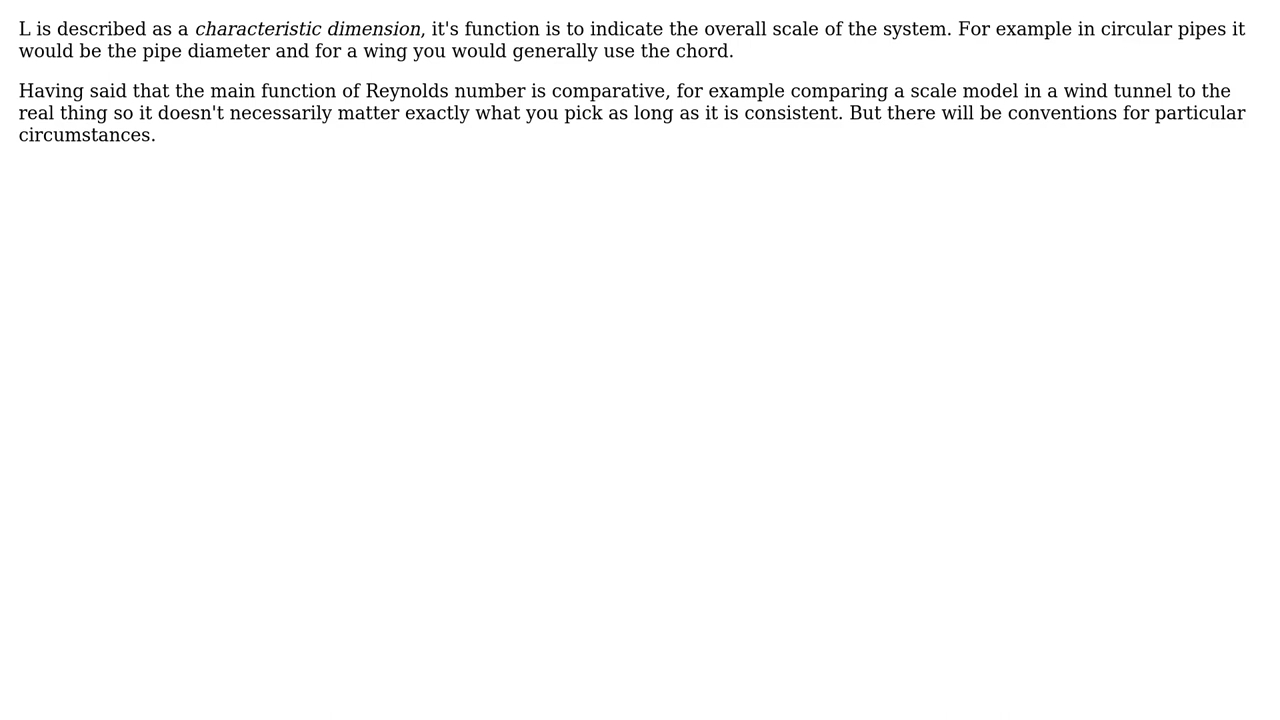 L is described as a characteristic dimension, it's function is to indicate the overall scale of the system. For example in circular pipes it
would be the pipe diameter and for a wing you would generally use the chord.
Having said that the main function of Reynolds number is comparative, for example comparing a scale model in a wind tunnel to the
real thing so it doesn't necessarily matter exactly what you pick as long as it is consistent. But there will be conventions for particular
circumstances.